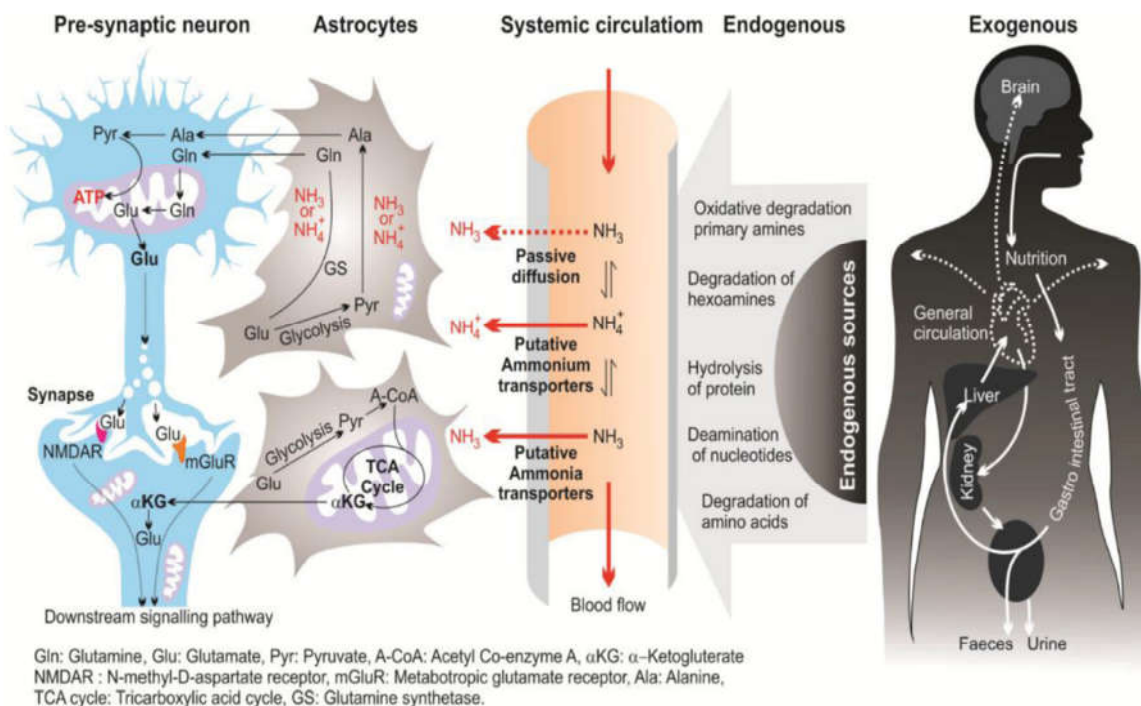 Pre-synaptic neuron
Astrocytes
Systemic circulatiom
Endogenous
Exogenous
Pyr
Ala
Gln
ATP
Glu
Gln
Glu
Synapse
Glu
Glu
NMDAR
mGluR
αKG
Glu
Downstream signalling pathway
Ala
Gln
NH₃
or
NH₄⁺
NH₃
or
NH₄⁺
GS
Pyr
Glu
Glycolysis
A-CoA
Pyr
Glycolysis
Glu
TCA
Cycle
αKG
NH₃
NH₃
Passive
diffusion
NH₄⁺
NH₄⁺
Putative
Ammonium
transporters
NH₃
NH₃
Putative
Ammonia
transporters
Blood flow
Oxidative degradation
primary amines
Degradation of
hexoamines
Hydrolysis
of protein
Deamination
of nucleotides
Degradation of
amino acids
Endogenous sources
Brain
Nutrition
General
circulation
Liver
Kidney
Gastro intestinal tract
Faeces
Urine
Gln: Glutamine, Glu: Glutamate, Pyr: Pyruvate, A-CoA: Acetyl Co-enzyme A, αKG: α–Ketogluterate
NMDAR : N-methyl-D-aspartate receptor, mGluR: Metabotropic glutamate receptor, Ala: Alanine,
TCA cycle: Tricarboxylic acid cycle, GS: Glutamine synthetase.